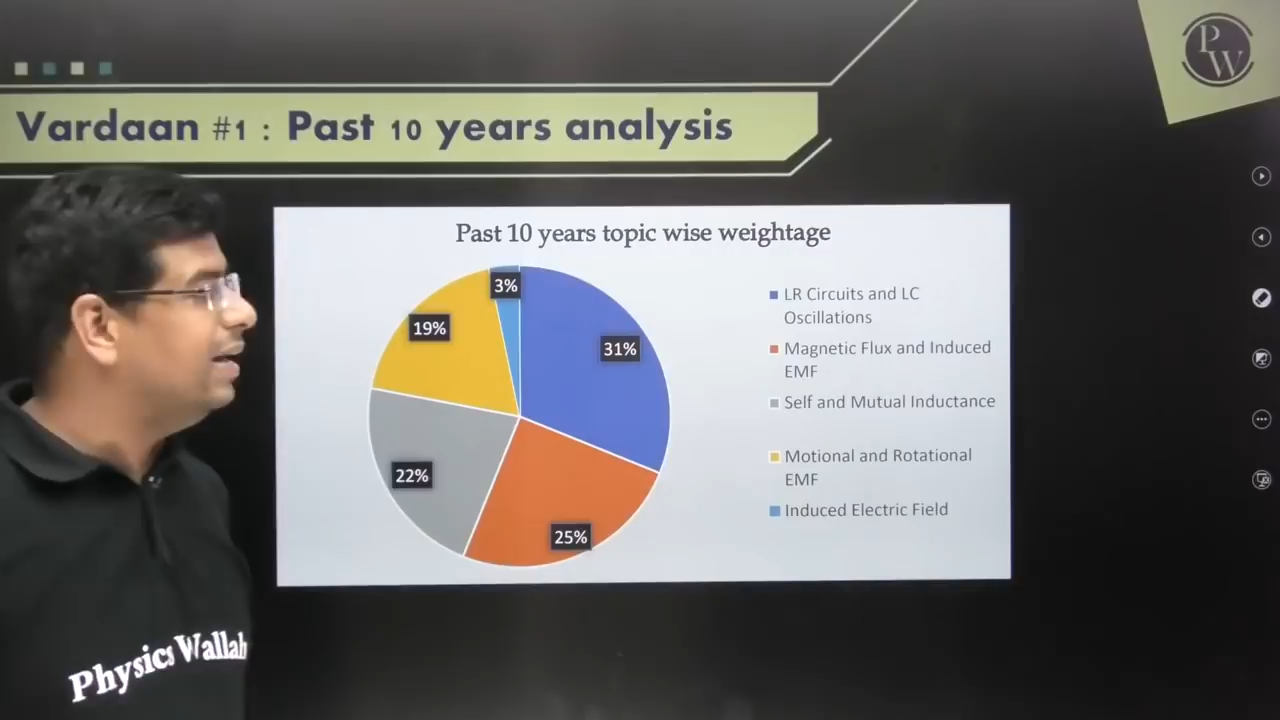 PW
Vardaan #1 : Past 10 years analysis
Past 10 years topic wise weightage
3%
19%
31%
22%
25%
LR Circuits and LC
Oscillations
Magnetic Flux and Induced
EMF
Self and Mutual Inductance
Motional and Rotational
EMF
Induced Electric Field
Physics Wallah